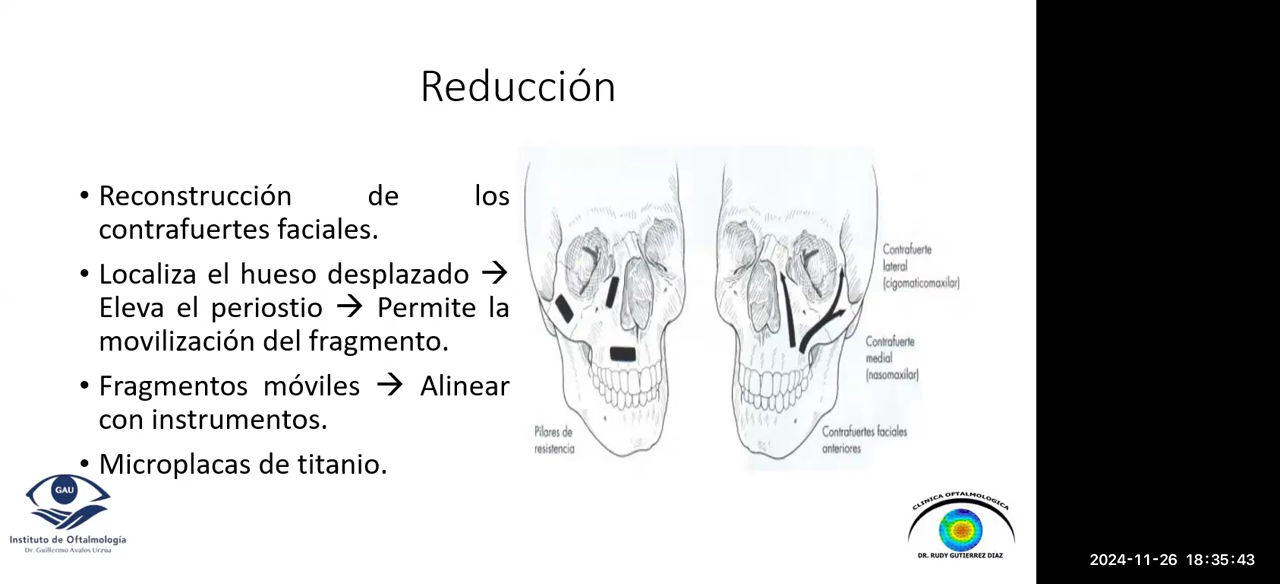 Reducción
• Reconstrucción de los
contrafuertes faciales.
• Localiza el hueso desplazado →
Eleva el periostio → Permite la
movilización del fragmento.
• Fragmentos móviles → Alinear
con instrumentos.
• Microplacas de titanio.
Contrafuerte
lateral
(cigomaticomaxilar)
Contrafuerte
medial
(nasomaxilar)
Pilares de
resistencia
Contrafuertes faciales
anteriores
GAU
Instituto de Oftalmología
Dr. Guillermo Avalos Urzúa
CLINICA OFTALMOLOGICA
DR. RUDY GUTIERREZ DIAZ
2024-11-26 18:35:43